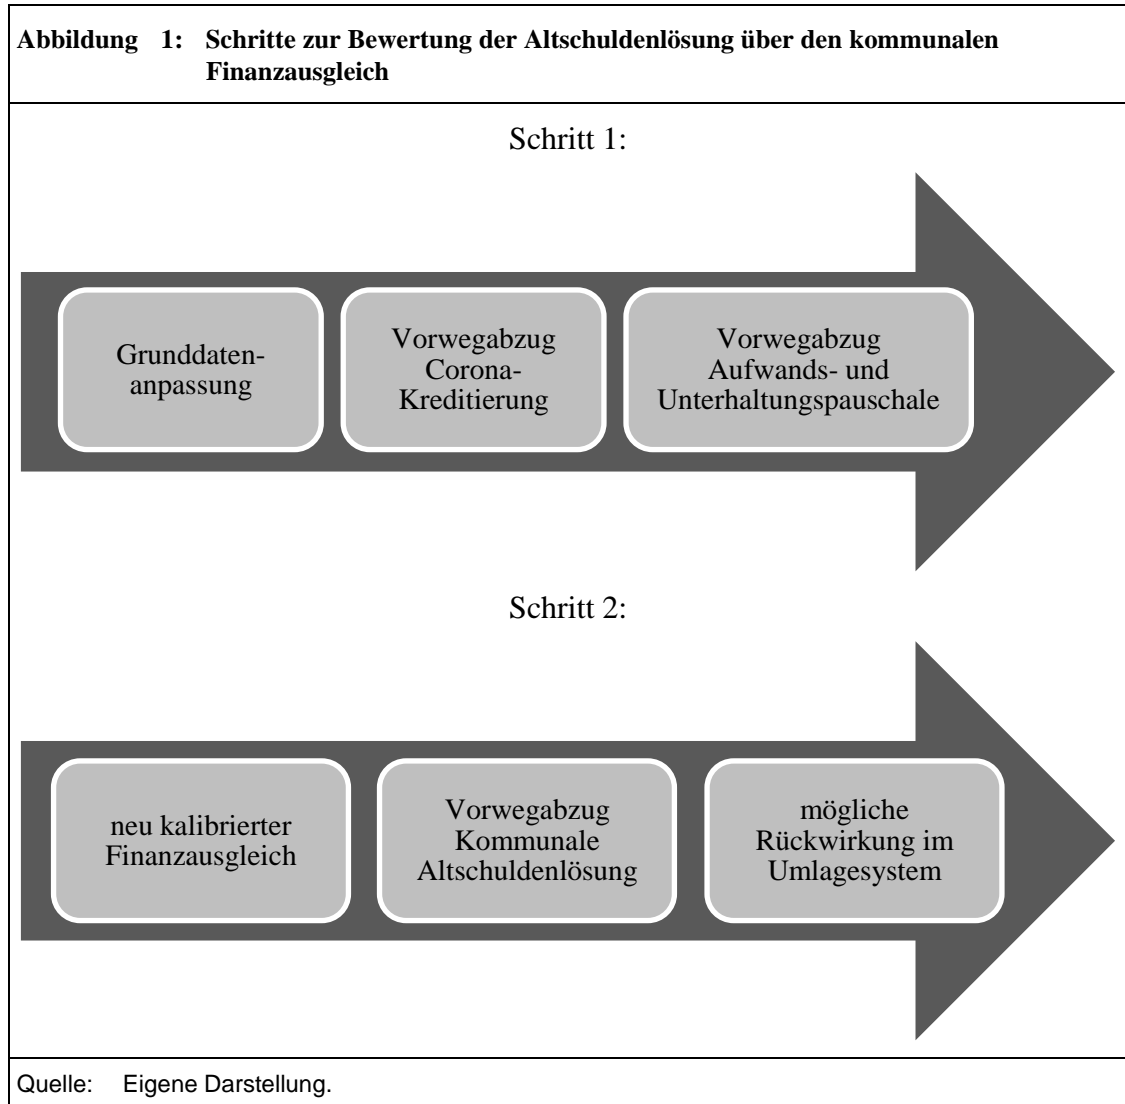 Abbildung 1: Schritte zur Bewertung der Altschuldenlösung über den kommunalen
Finanzausgleich
Schritt 1:
Grunddaten-
anpassung
Vorwegabzug
Corona-
Kreditierung
Vorwegabzug
Aufwands- und
Unterhaltungspauschale
Schritt 2:
neu kalibrierter
Finanzausgleich
Vorwegabzug
Kommunale
Altschuldenlösung
mögliche
Rückwirkung im
Umlagesystem
Quelle: Eigene Darstellung.